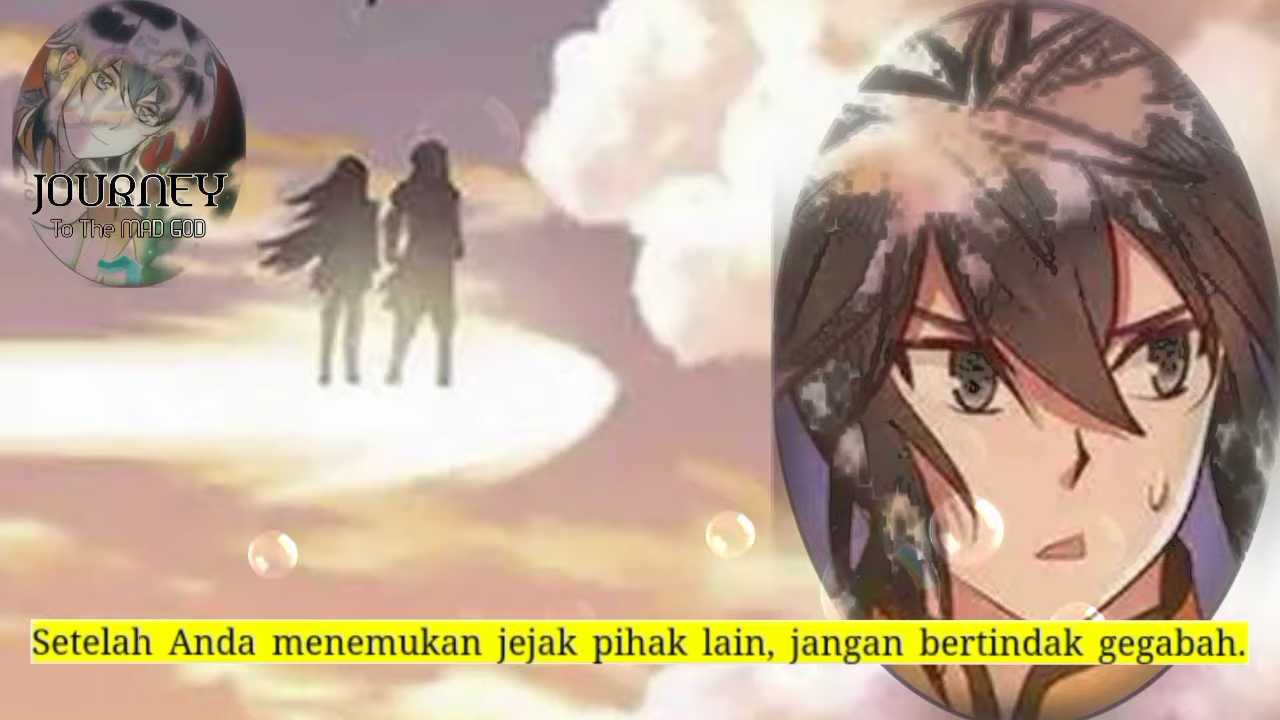 JOURNEY
To The MAD GOD
Setelah Anda menemukan jejak pihak lain, jangan bertindak gegabah.